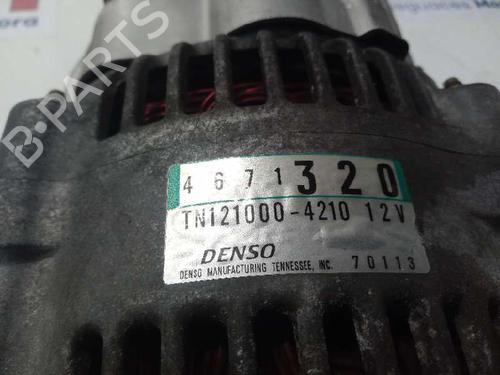 4671320
TN121000-4210 12V
DENSO
DENSO MANUFACTURING TENNESSEE, INC. 70113
B-PARTS